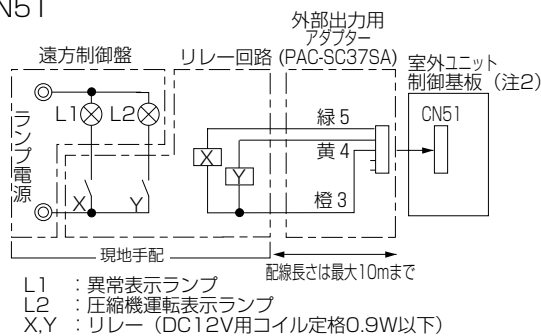 CN51
外部出力用
アダプター
遠方制御盤
リレー回路
(PAC-SC37SA)
室外ユニット
制御基板(注2)
ランプ電源
L1
L2
緑 5
CN51
X
黄 4
Y
X
Y
橙 3
現地手配
配線長さは最大10mまで
L1 :異常表示ランプ
L2 :圧縮機運転表示ランプ
X,Y :リレー(DC12V用コイル定格0.9W以下)